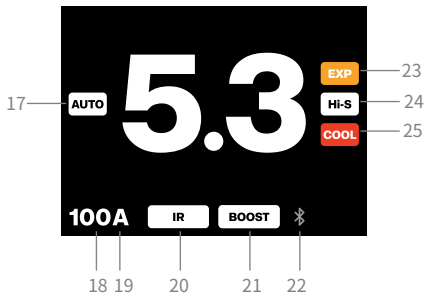 EXP 23
17 AUTO 5.3 Hi-S 24
COOL 25
100A IR BOOST
18 19 20 21 22